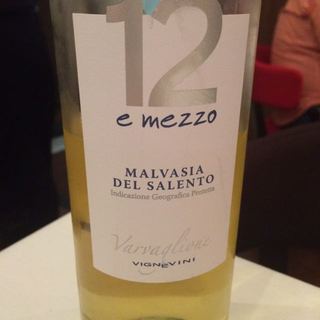 12
e mezzo
MALVASIA
DEL SALENTO
Indicazione Geografica Protetta
Varvaglione
VIGNEVINI